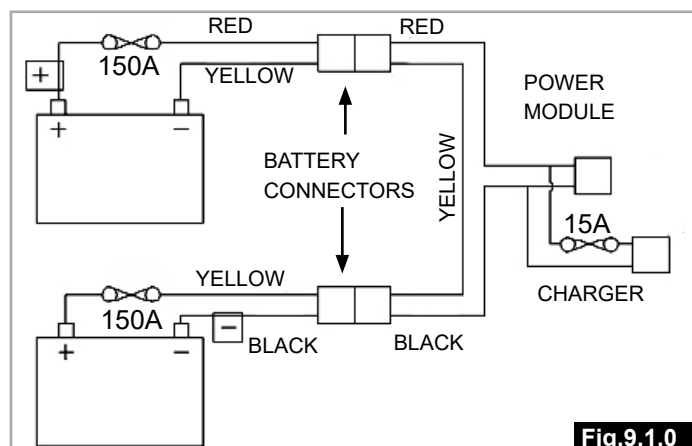 RED
RED
150A
+
YELLOW
+ −
POWER
MODULE
BATTERY
CONNECTORS
YELLOW
15A
YELLOW
CHARGER
150A
−
BLACK
BLACK
+ −
Fig.9.1.0